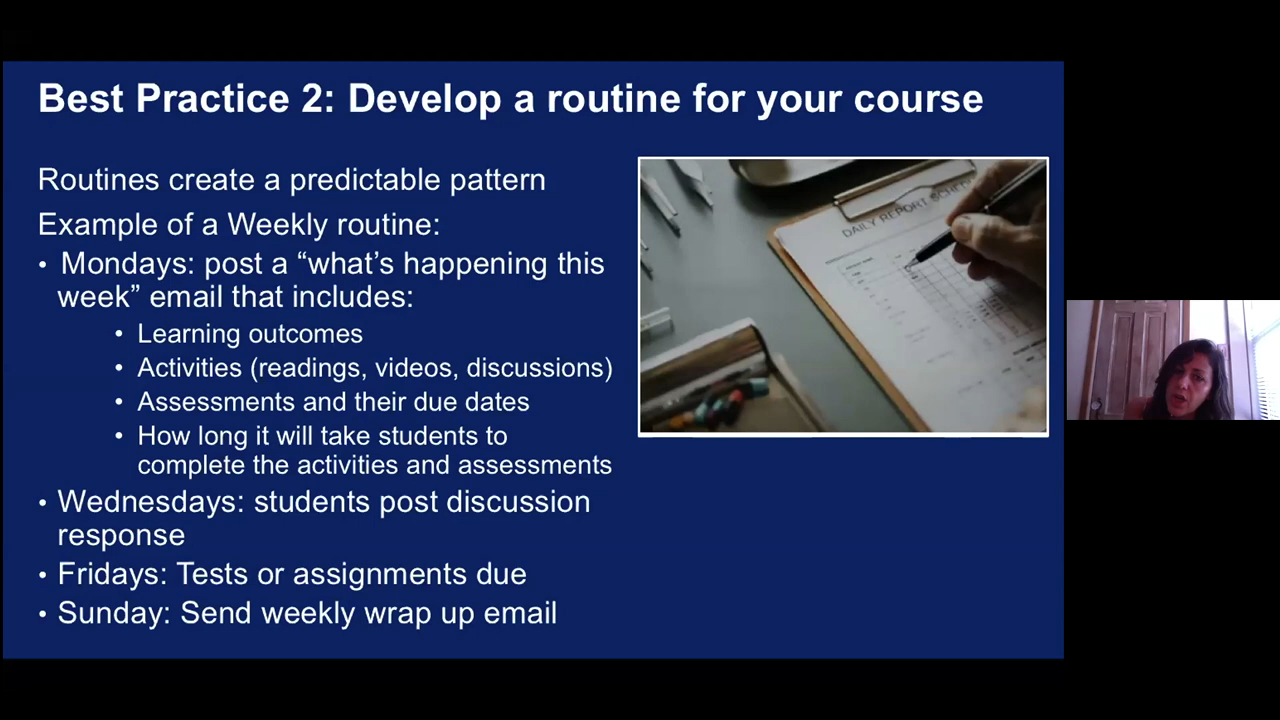 Best Practice 2: Develop a routine for your course
Routines create a predictable pattern
Example of a Weekly routine:
• Mondays: post a “what’s happening this
week” email that includes:
• Learning outcomes
• Activities (readings, videos, discussions)
• Assessments and their due dates
• How long it will take students to
complete the activities and assessments
• Wednesdays: students post discussion
response
• Fridays: Tests or assignments due
• Sunday: Send weekly wrap up email
DAILY REPORT